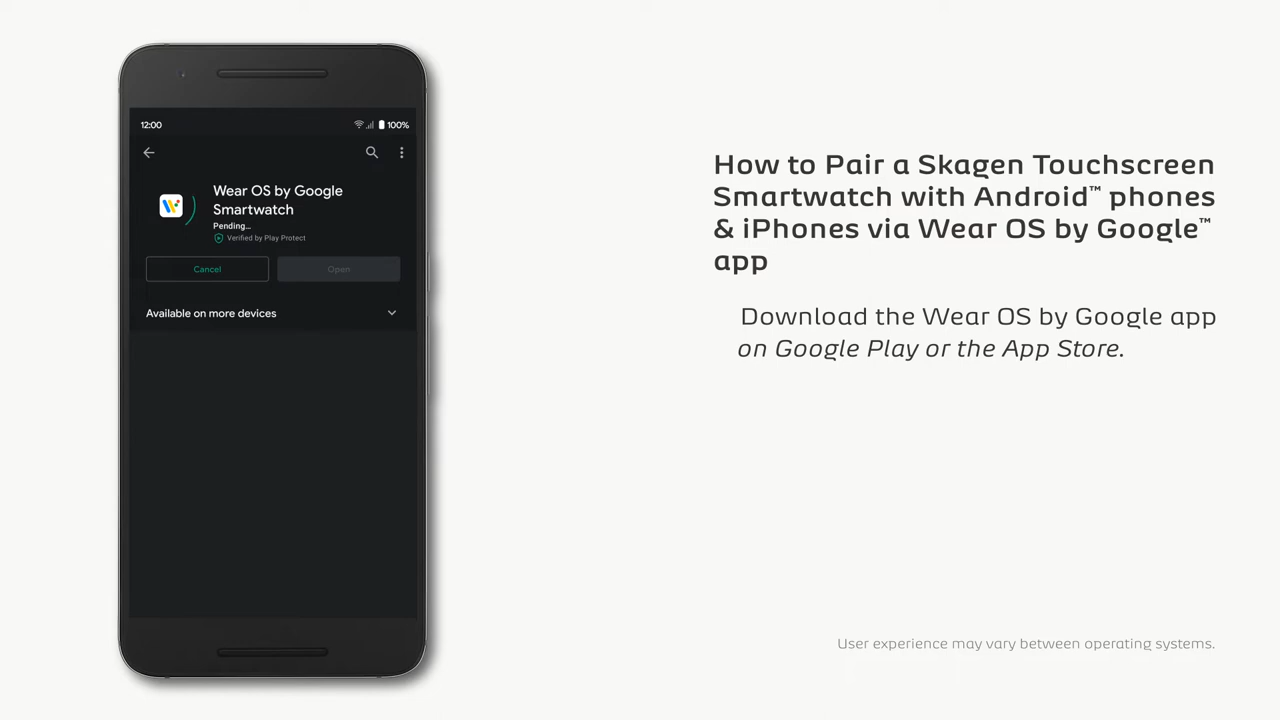 12:00
100%
Wear OS by Google
Smartwatch
Pending...
Verified by Play Protect
Cancel
Open
Available on more devices
How to Pair a Skagen Touchscreen
Smartwatch with Android™ phones
& iPhones via Wear OS by Google™
app
Download the Wear OS by Google app
on Google Play or the App Store.
User experience may vary between operating systems.